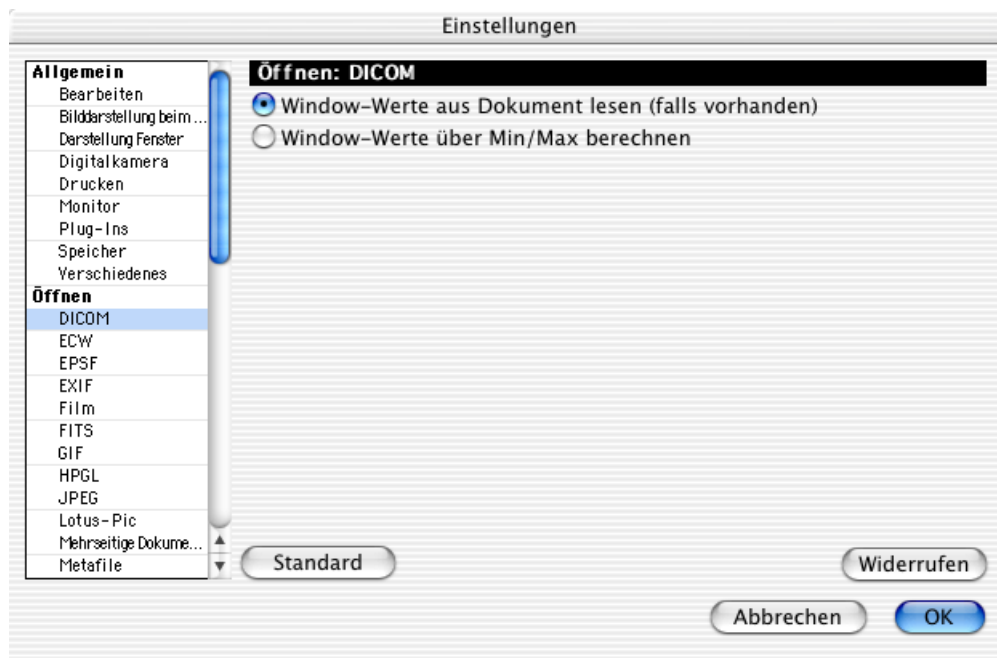 Einstellungen
Allgemein
Bearbeiten
Bilddarstellung beim ...
Darstellung Fenster
Digitalkamera
Drucken
Monitor
Plug-Ins
Speicher
Verschiedenes
Öffnen
DICOM
ECW
EPSF
EXIF
Film
FITS
GIF
HPGL
JPEG
Lotus-Pic
Mehrseitige Dokume...
Metafile
Öffnen: DICOM
Window-Werte aus Dokument lesen (falls vorhanden)
Window-Werte über Min/Max berechnen
Standard
Widerrufen
Abbrechen
OK